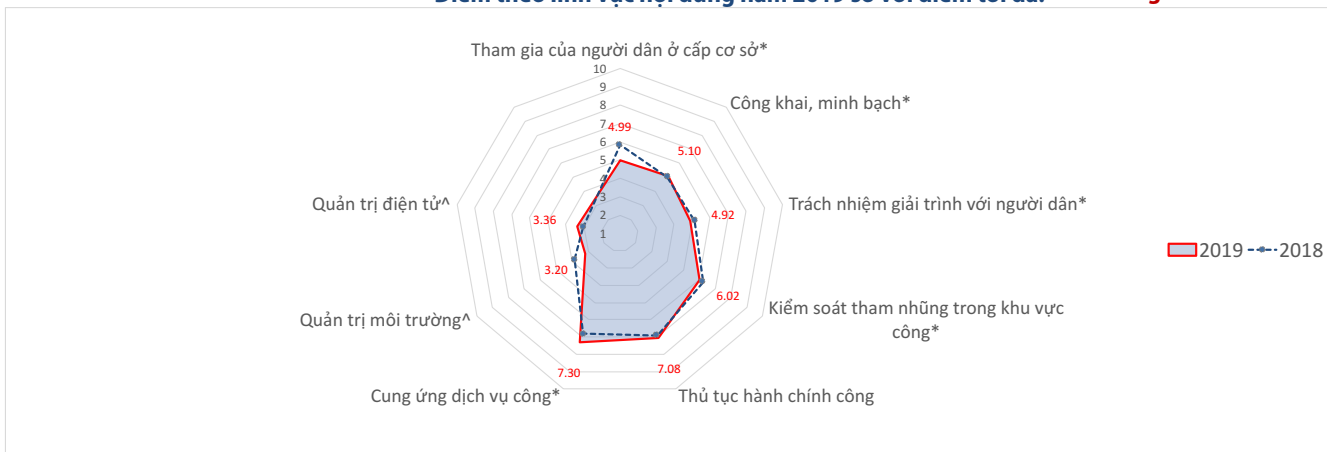 Tham gia của người dân ở cấp cơ sở*
10
9
8
7
6
5
4
3
2
1
4.99
Công khai, minh bạch*
5.10
Trách nhiệm giải trình với người dân*
4.92
Kiểm soát tham nhũng trong khu vực
công*
6.02
Thủ tục hành chính công
7.08
Cung ứng dịch vụ công*
7.30
Quản trị môi trường^
3.20
Quản trị điện tử^
3.36
2019
2018